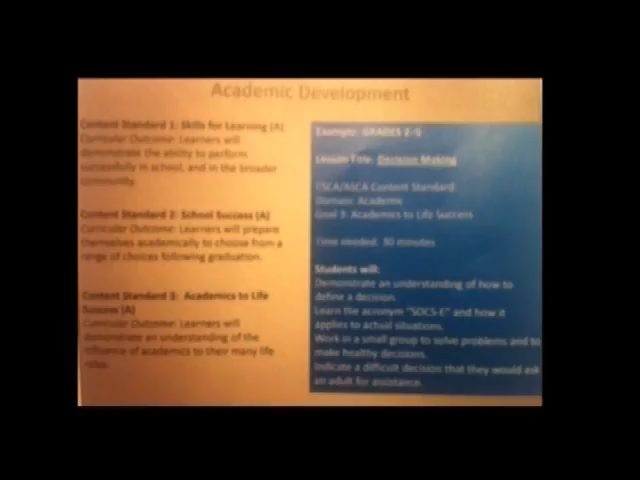 Academic Development
Content Standard 1: Skills for Learning (A)
Curricular Outcome: Learners will
demonstrate the ability to perform
successfully in school, and in the broader
community.
Content Standard 2: School Success (A)
Curricular Outcome: Learners will prepare
themselves academically to choose from a
range of choices following graduation.
Content Standard 3: Academics to Life
Success (A)
Curricular Outcome: Learners will
demonstrate an understanding of the
influence of academics to their many life
roles.
Example: GRADES 2-5
Lesson Title: Decision Making
TSCA/ASCA Content Standard
Domain: Academic
Goal 3: Academics to Life Success
Time needed: 30 minutes
Students will:
Demonstrate an understanding of how to
define a decision.
Learn the acronym "SOCS-E" and how it
applies to actual situations.
Work in a small group to solve problems and to
make healthy decisions.
Indicate a difficult decision that they would ask
an adult for assistance.